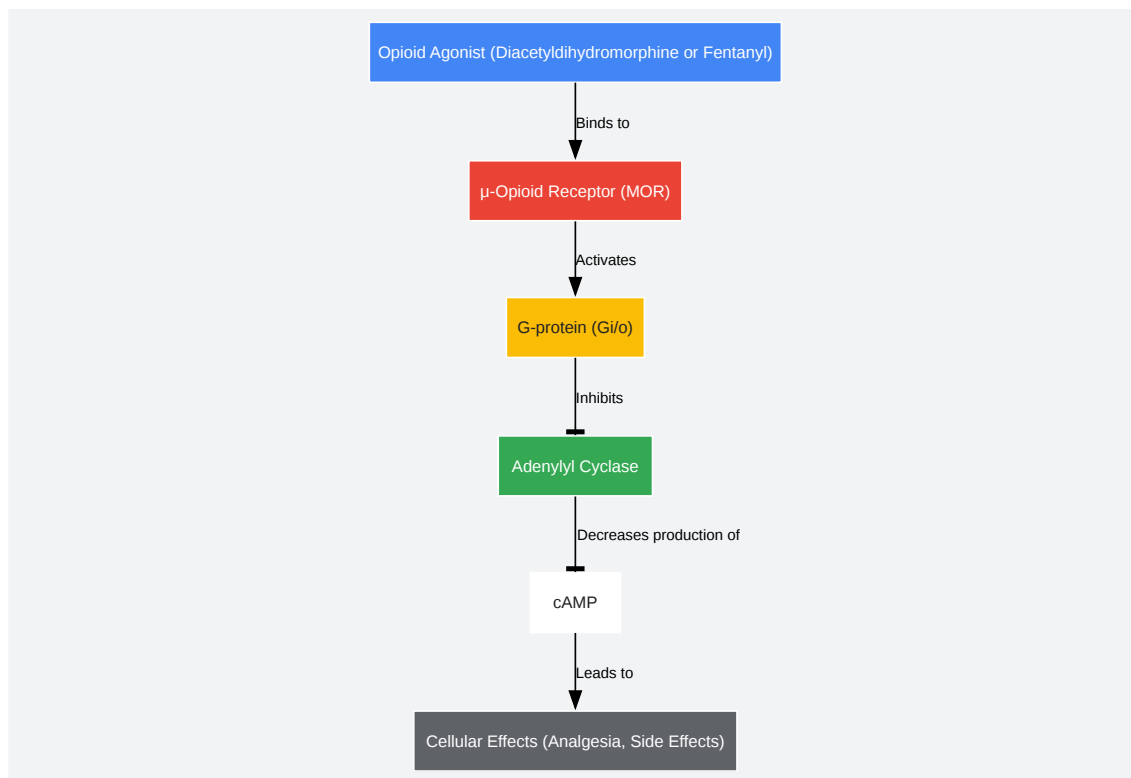 Opioid Agonist (Diacetyldihydromorphine or Fentanyl)
Binds to
μ-Opioid Receptor (MOR)
Activates
G-protein (Gi/o)
Inhibits
Adenylyl Cyclase
Decreases production of
cAMP
Leads to
Cellular Effects (Analgesia, Side Effects)